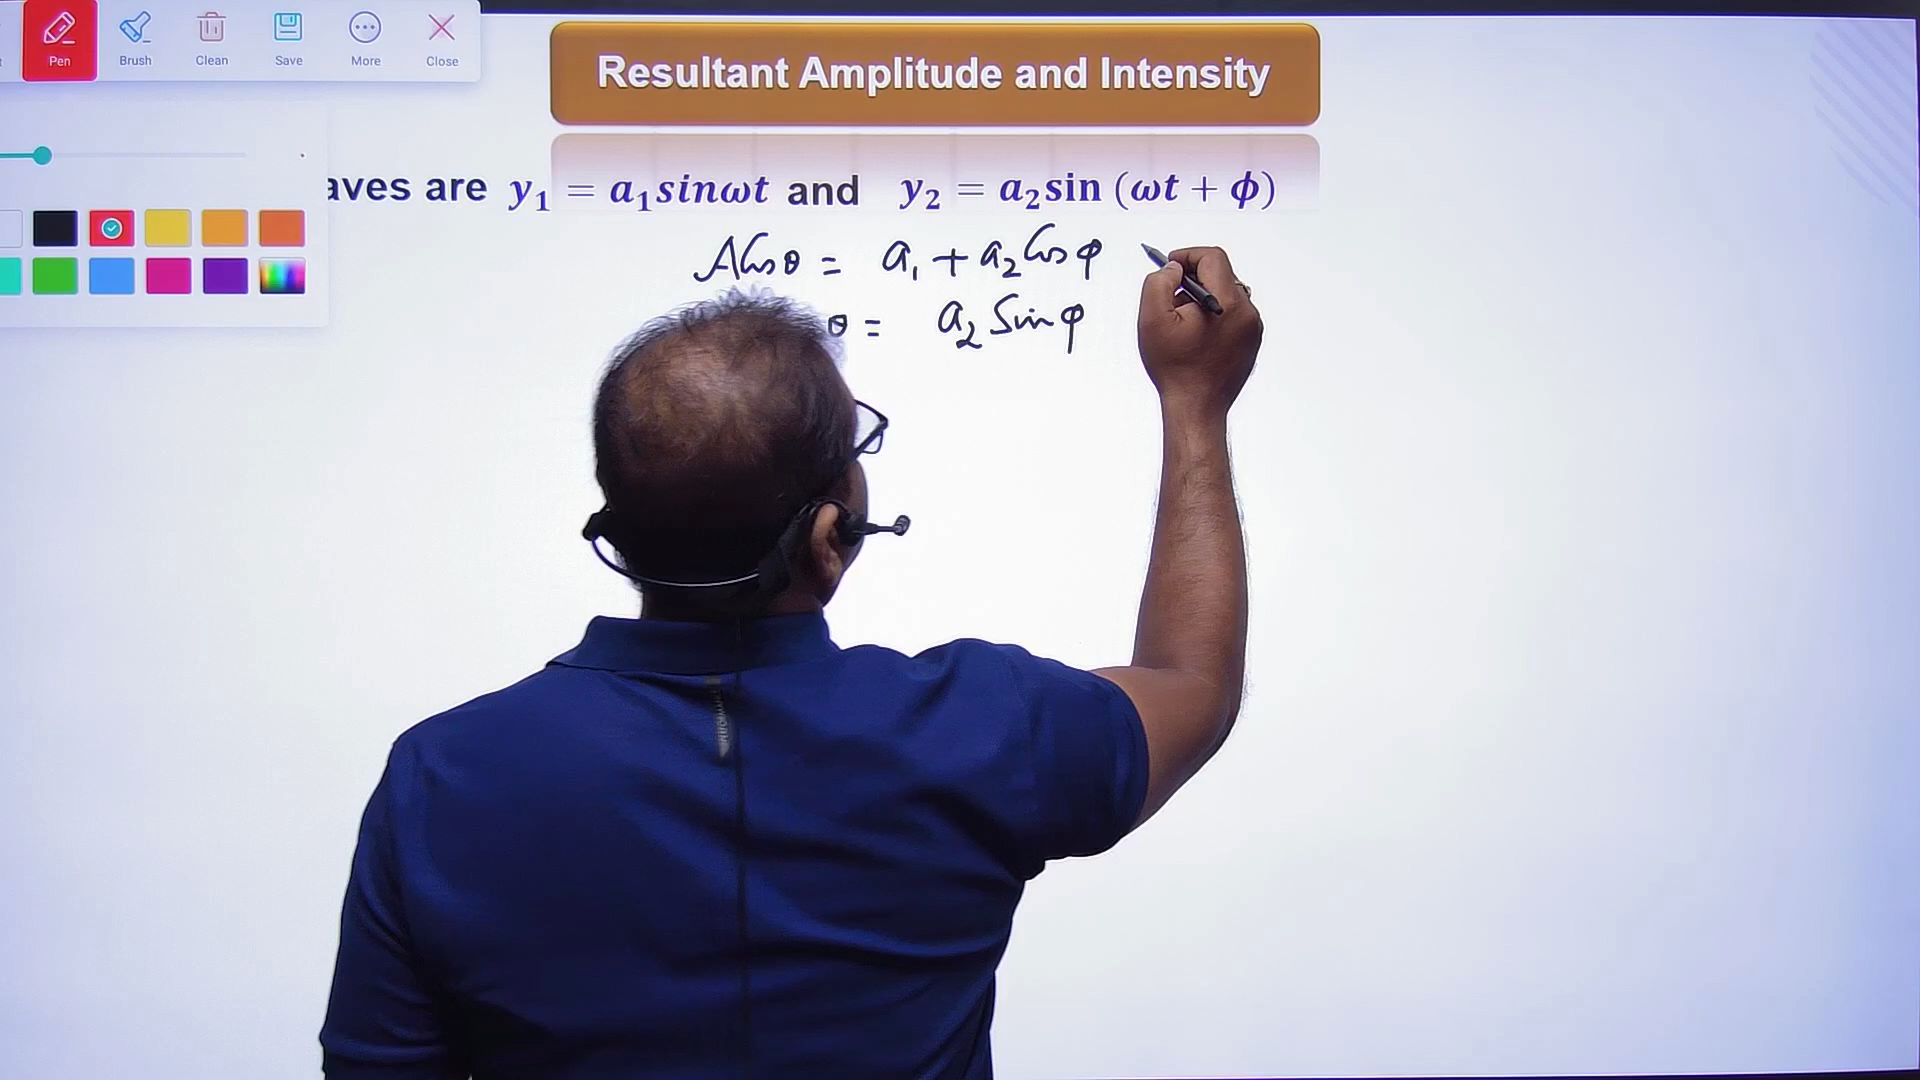 Pen Brush Clean Save More Close
Resultant Amplitude and Intensity
aves are y₁ = a₁sinωt and y₂ = a₂sin (ωt + ϕ)
A Cos θ = a₁ + a₂ Cos φ
θ = a₂ Sin φ